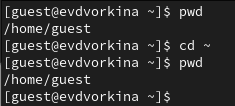 [guest@evdvorkina ~]$ pwd
/home/guest
[guest@evdvorkina ~]$ cd ~
[guest@evdvorkina ~]$ pwd
/home/guest
[guest@evdvorkina ~]$